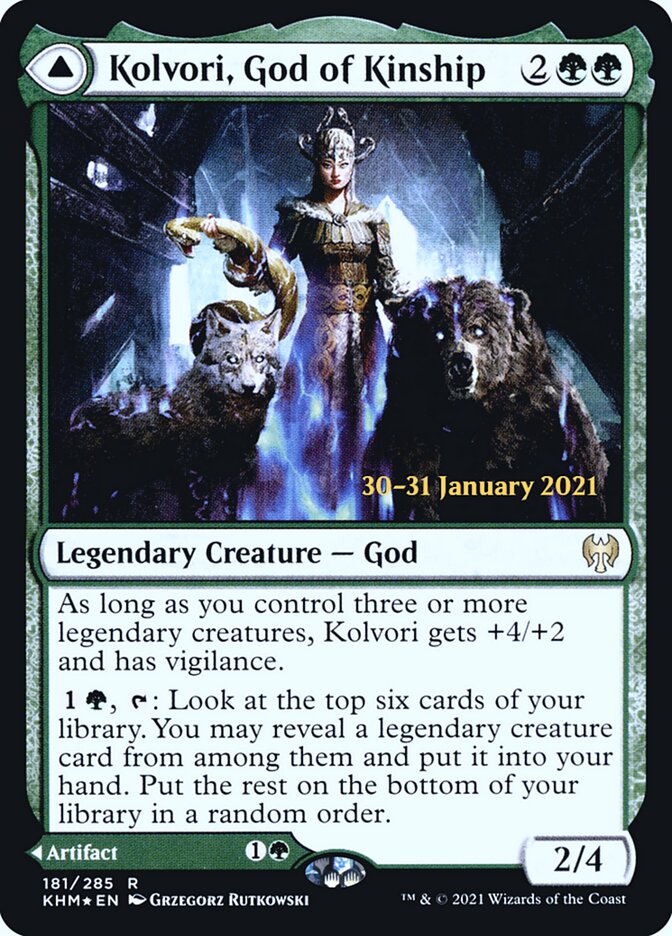 Kolvori, God of Kinship 2
30–31 January 2021
Legendary Creature — God
As long as you control three or more
legendary creatures, Kolvori gets +4/+2
and has vigilance.
1 , : Look at the top six cards of your
library. You may reveal a legendary creature
card from among them and put it into your
hand. Put the rest on the bottom of your
library in a random order.
Artifact 1
2/4
181/285 R
KHM★EN Grzegorz Rutkowski
™ & © 2021 Wizards of the Coast